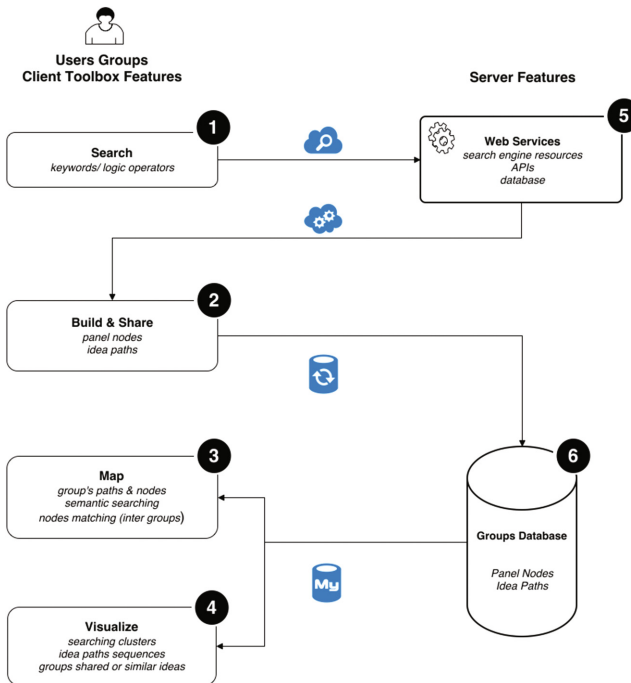 Users Groups
Client Toolbox Features
Server Features
1
Search
keywords/ logic operators
5
Web Services
search engine resources
APIs
database
2
Build & Share
panel nodes
idea paths
3
Map
group's paths & nodes
semantic searching
nodes matching (inter groups)
6
Groups Database
Panel Nodes
Idea Paths
My
4
Visualize
searching clusters
idea paths sequences
groups shared or similar ideas